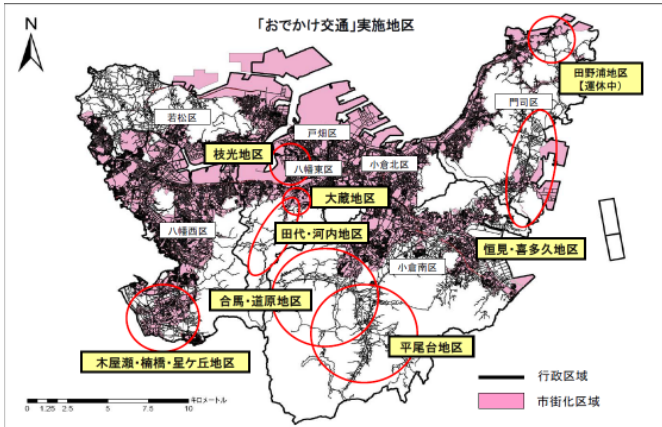 「おでかけ交通」実施地区
N
田野浦地区
【運休中】
門司区
若松区
戸畑区
枝光地区
八幡東区
小倉北区
大蔵地区
八幡西区
田代・河内地区
恒見・喜多久地区
小倉南区
合馬・道原地区
平尾台地区
木屋瀬・楠橋・星ケ丘地区
行政区域
市街化区域
0 1.25 2.5 5 7.5 10 キロメートル